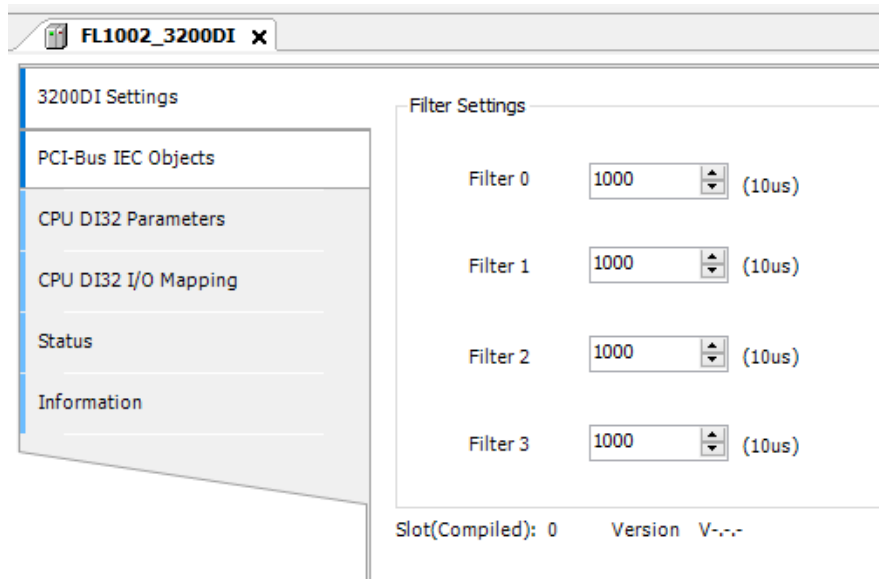 FL1002_3200DI
3200DI Settings
PCI-Bus IEC Objects
CPU DI32 Parameters
CPU DI32 I/O Mapping
Status
Information
Filter Settings
Filter 0 1000 (10us)
Filter 1 1000 (10us)
Filter 2 1000 (10us)
Filter 3 1000 (10us)
Slot(Compiled): 0 Version V-.-.-